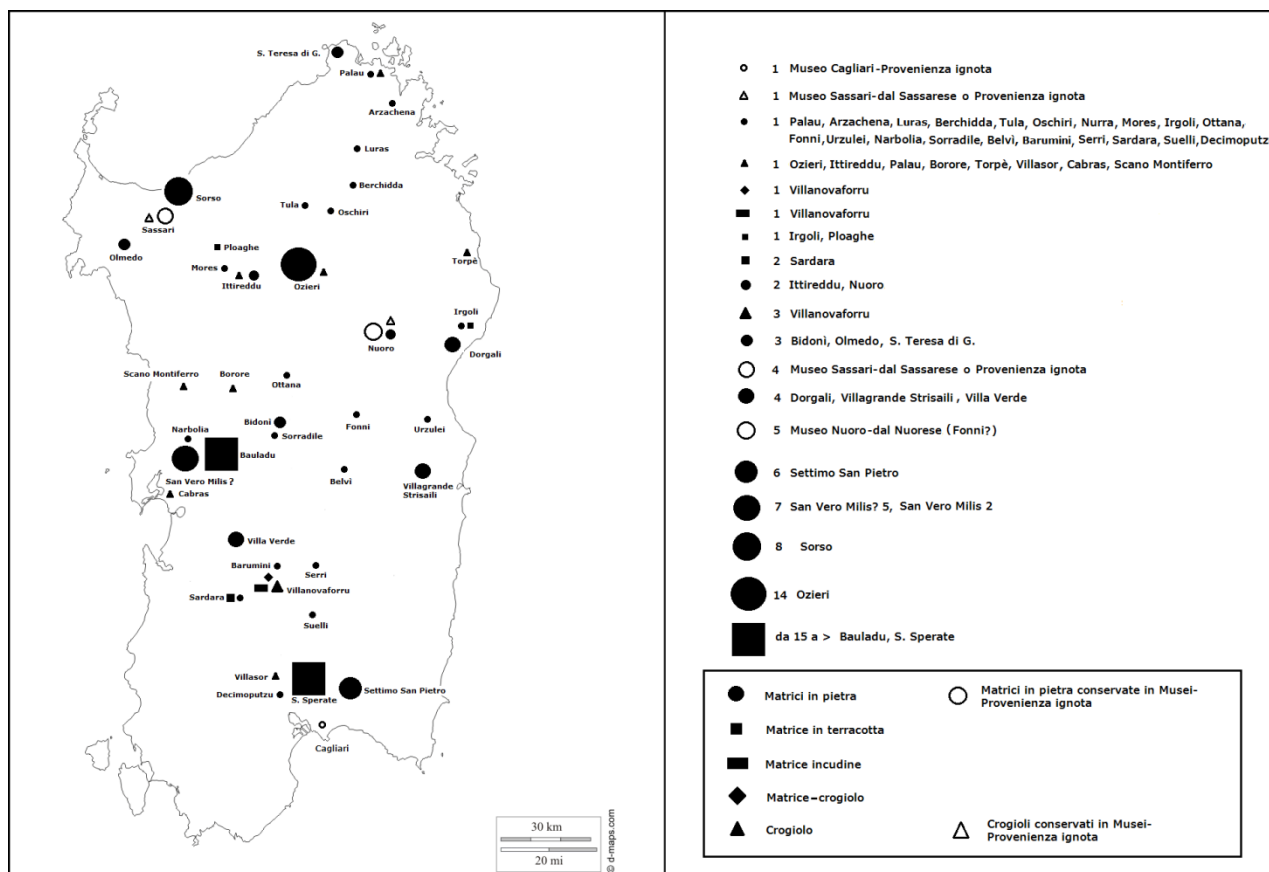 S. Teresa di G.
Palau
Arzachena
Luras
Berchidda
Sorso
Tula
Oschiri
Sassari
Olmedo
Ploaghe
Torpè
Mores
Ittireddu
Ozieri
Irgoli
Nuoro
Dorgali
Scano Montiferro
Borore
Ottana
Bidonì
Fonni
Urzulei
Narbolia
Sorradile
Bauladu
San Vero Milis ?
Belvì
Villagrande
Strisaili
Cabras
Villa Verde
Barumini
Serri
Villanovaforru
Sardara
Suelli
Villasor
Decimoputzu
S. Sperate
Settimo San Pietro
Cagliari
30 km
20 mi
© d-maps.com
1 Museo Cagliari-Provenienza ignota
1 Museo Sassari-dal Sassarese o Provenienza ignota
1 Palau, Arzachena, Luras, Berchidda, Tula, Oschiri, Nurra, Mores, Irgoli, Ottana,
Fonni, Urzulei, Narbolia, Sorradile, Belvì, Barumini, Serri, Sardara, Suelli, Decimoputz
1 Ozieri, Ittireddu, Palau, Borore, Torpè, Villasor, Cabras, Scano Montiferro
1 Villanovaforru
1 Villanovaforru
1 Irgoli, Ploaghe
2 Sardara
2 Ittireddu, Nuoro
3 Villanovaforru
3 Bidonì, Olmedo, S. Teresa di G.
4 Museo Sassari-dal Sassarese o Provenienza ignota
4 Dorgali, Villagrande Strisaili , Villa Verde
5 Museo Nuoro-dal Nuorese (Fonni?)
6 Settimo San Pietro
7 San Vero Milis? 5, San Vero Milis 2
8 Sorso
14 Ozieri
da 15 a > Bauladu, S. Sperate
Matrici in pietra
Matrici in pietra conservate in Musei-
Provenienza ignota
Matrice in terracotta
Matrice incudine
Matrice-crogiolo
Crogiolo
Crogioli conservati in Musei-
Provenienza ignota